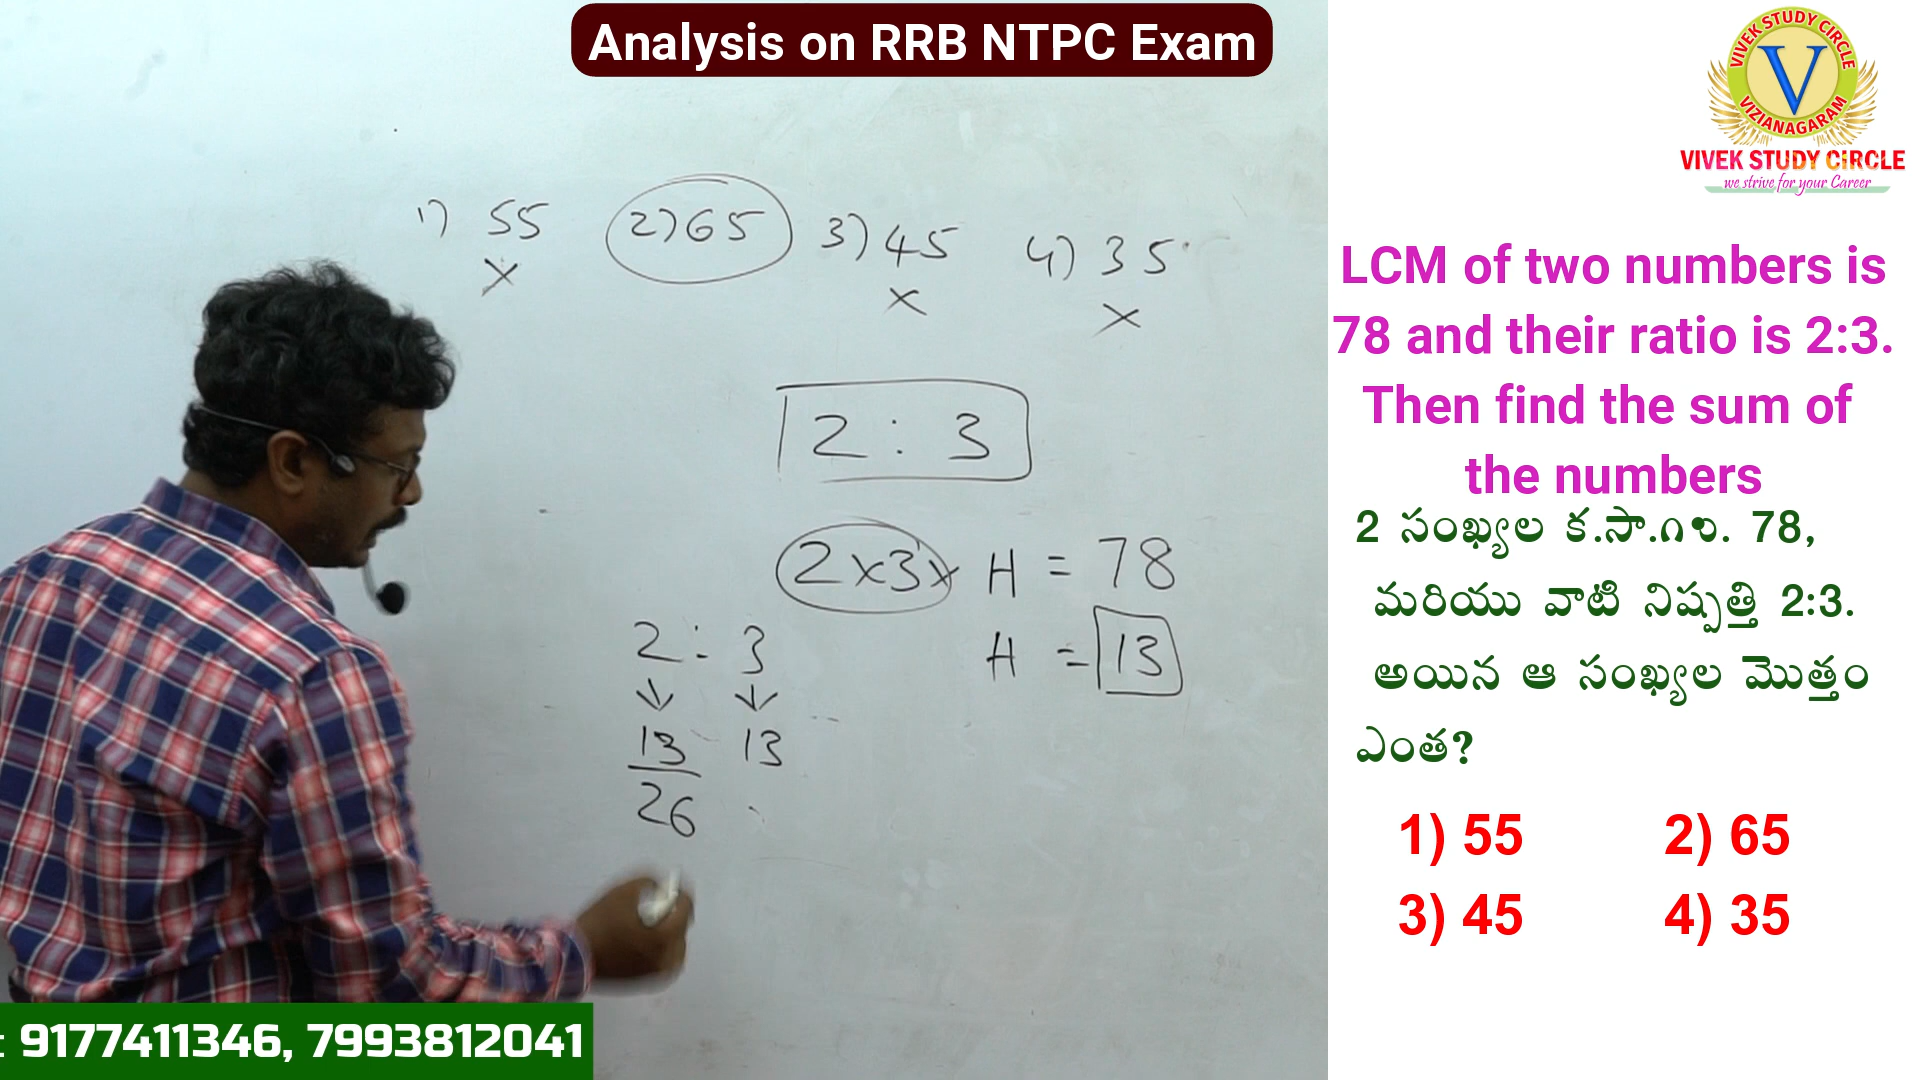 Analysis on RRB NTPC Exam
VIVEK STUDY CIRCLE
V
VIZIANAGARAM
VIVEK STUDY CIRCLE
we strive for your Career
1) 55 2) 65 3) 45 4) 35
x x x
2 : 3
2x3x H = 78
H = 13
2 : 3
13 13
26
LCM of two numbers is
78 and their ratio is 2:3.
Then find the sum of
the numbers
2 సంఖ్యల క.సా.గు. 78,
మరియు వాటి నిష్పత్తి 2:3.
అయిన ఆ సంఖ్యల మొత్తం
ఎంత?
1) 55 2) 65
3) 45 4) 35
: 9177411346, 7993812041